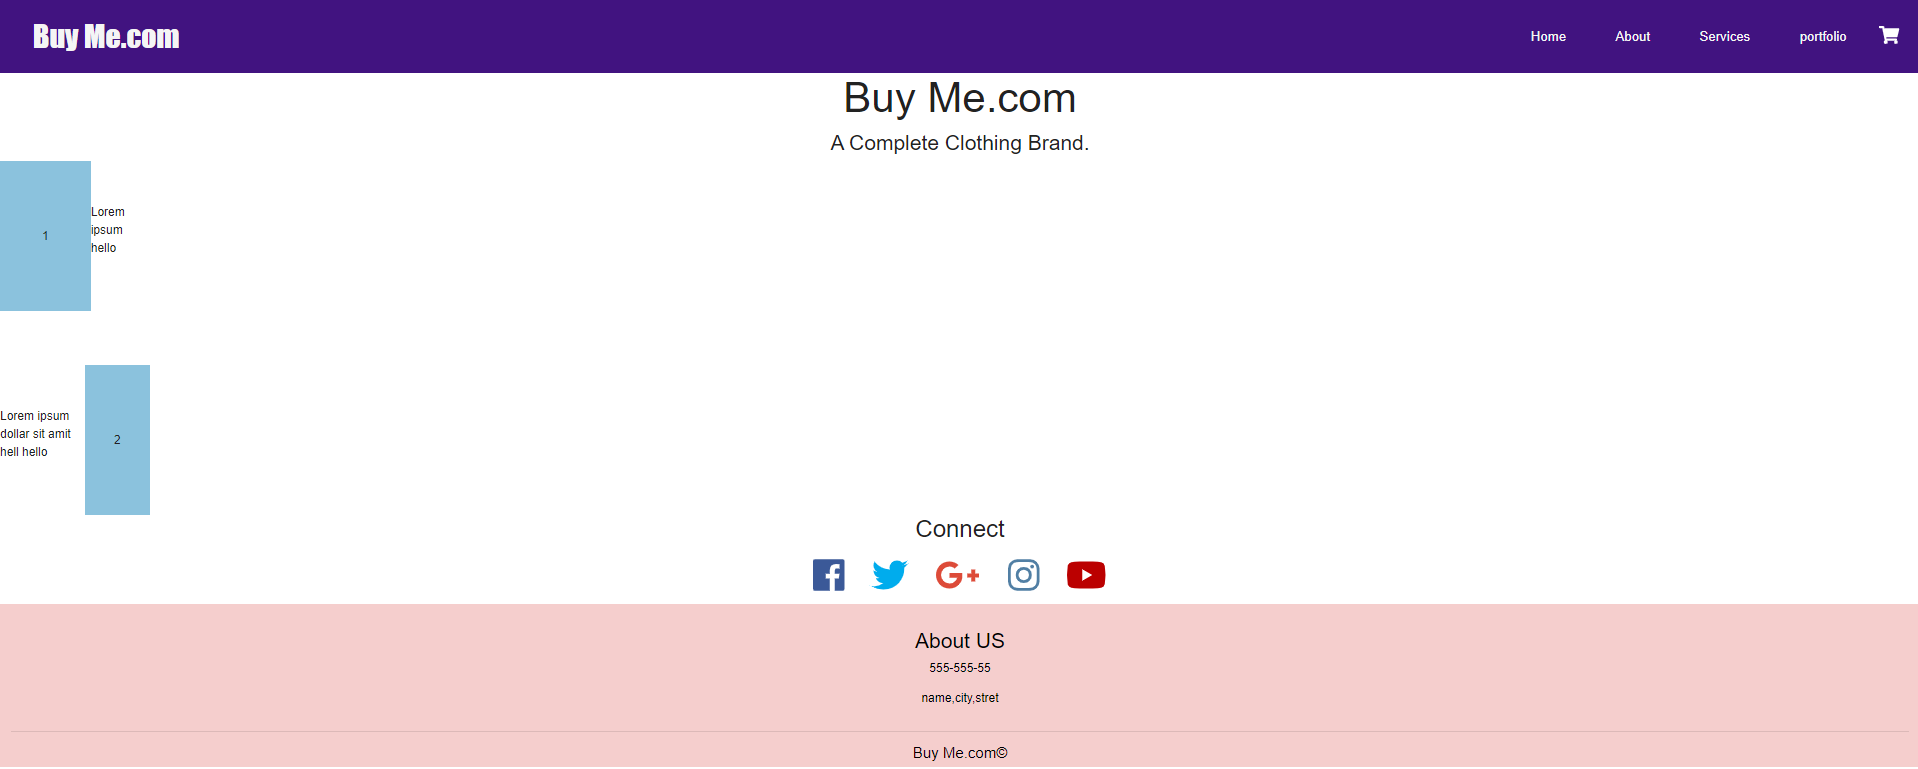 Buy Me.com
Home About Services portfolio
Buy Me.com
A Complete Clothing Brand.
1
Lorem
ipsum
hello
Lorem ipsum
dollar sit amit
hell hello
2
Connect
About US
555-555-55
name,city,stret
Buy Me.com©